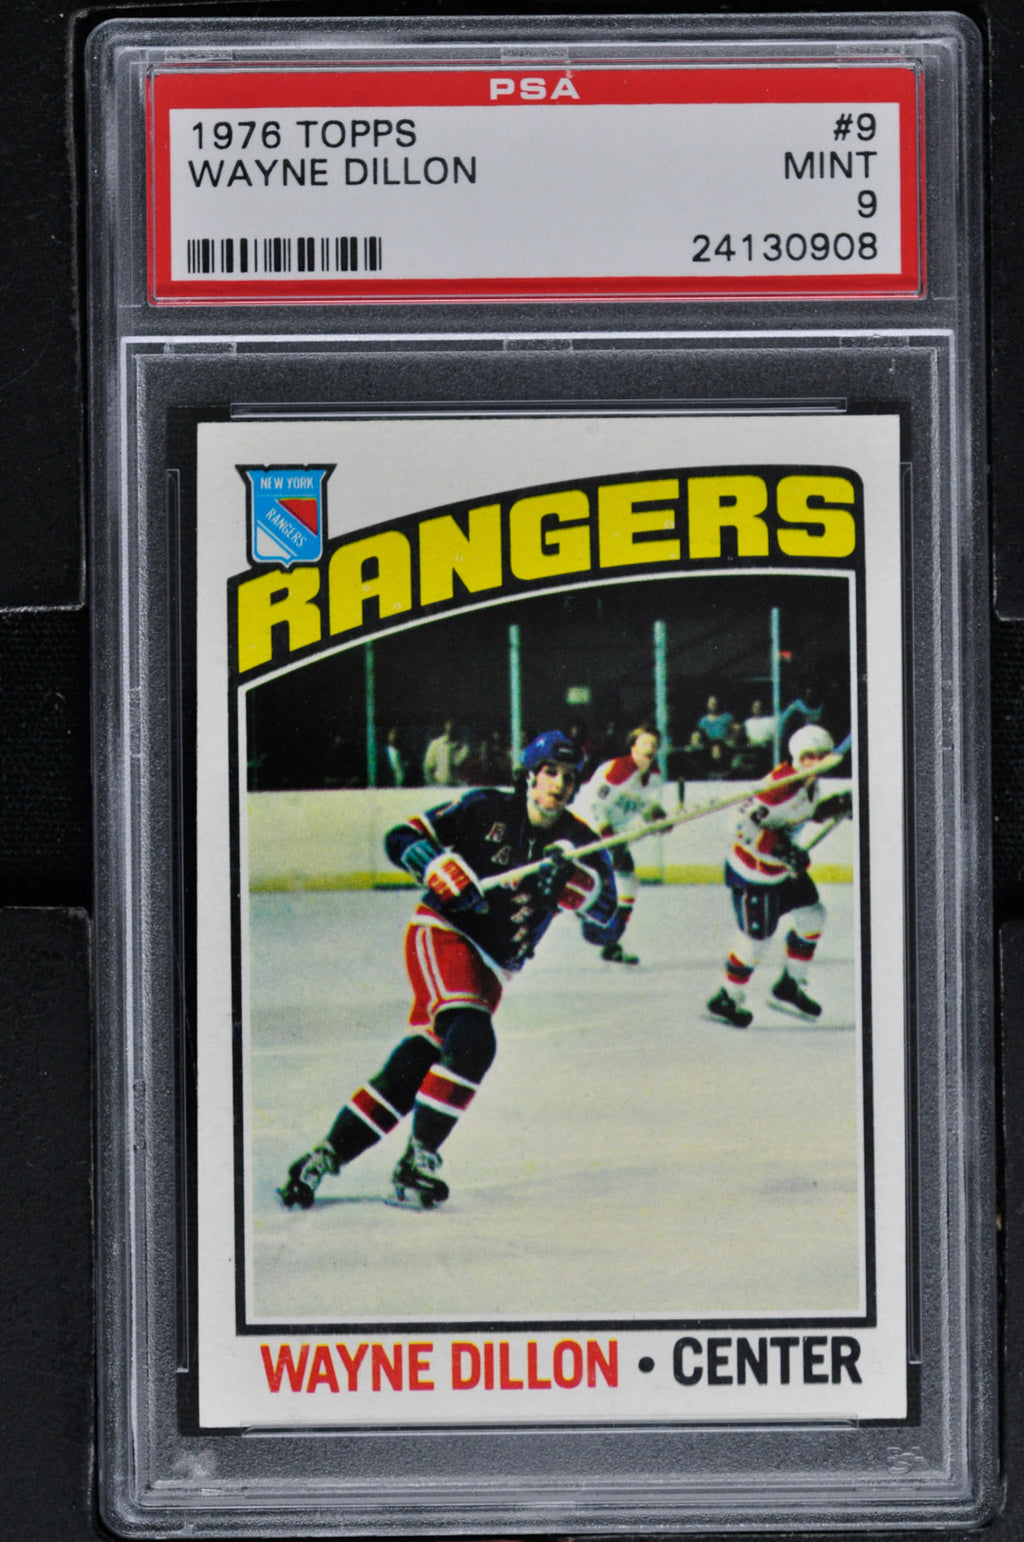 PSA
1976 TOPPS #9
WAYNE DILLON MINT
9
24130908
NEW YORK
RANGERS
RANGERS
WAYNE DILLON • CENTER